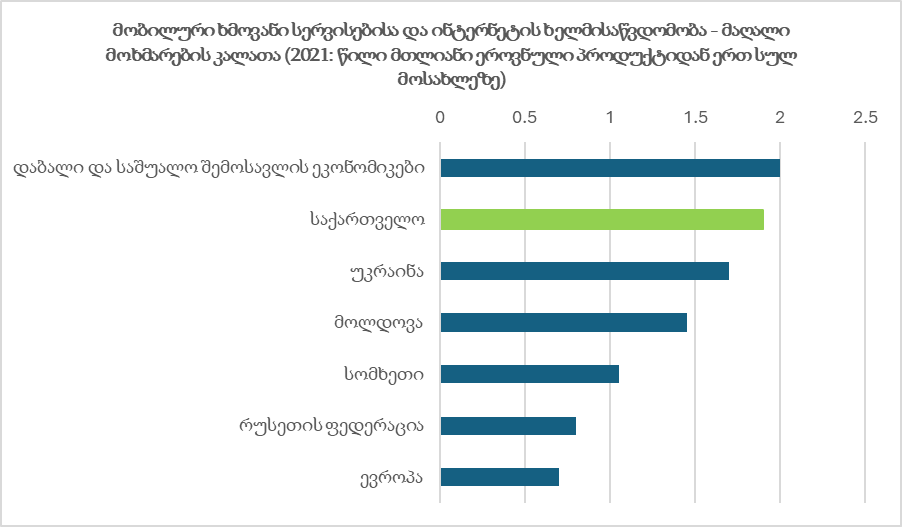 მობილური ხმოვანი სერვისებისა და ინტერნეტის ხელმისაწვდომობა - მაღალი
მოხმარების კალათა (2021: წილი მთლიანი ეროვნული პროდუქტიდან ერთ სულ
მოსახლეზე)
0 0.5 1 1.5 2 2.5
დაბალი და საშუალო შემოსავლის ეკონომიკები
საქართველო
უკრაინა
მოლდოვა
სომხეთი
რუსეთის ფედერაცია
ევროპა